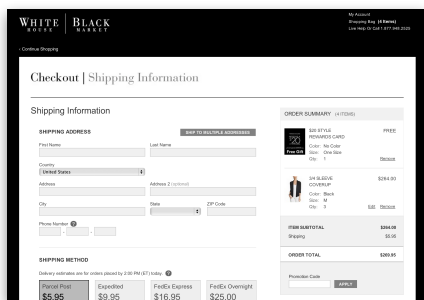 WHITE | BLACK
HOUSE | MARKET
My Account
Shopping Bag (4 Items)
Live Help Or Call 1.877.948.2525
‹ Continue Shopping
Checkout | Shipping Information
Shipping Information
SHIPPING ADDRESS
SHIP TO MULTIPLE ADDRESSES
First Name
Last Name
Country
United States
Address
Address 2 (optional)
City
State
ZIP Code
Phone Number ?
- -
SHIPPING METHOD
Delivery estimates are for orders placed by 2:00 PM (ET) today. ?
Parcel Post
$5.95
Expedited
$9.95
FedEx Express
$16.95
FedEx Overnight
$25.00
ORDER SUMMARY (4 ITEMS)
Free Gift
$20 STYLE
REWARDS CARD
FREE
Color: No Color
Size: One Size
Qty: 1
Remove
3/4 SLEEVE
COVERUP
$264.00
Color: Black
Size: M
Qty: 3
Edit Remove
ITEM SUBTOTAL $264.00
Shipping $5.95
ORDER TOTAL $269.95
Promotion Code
APPLY